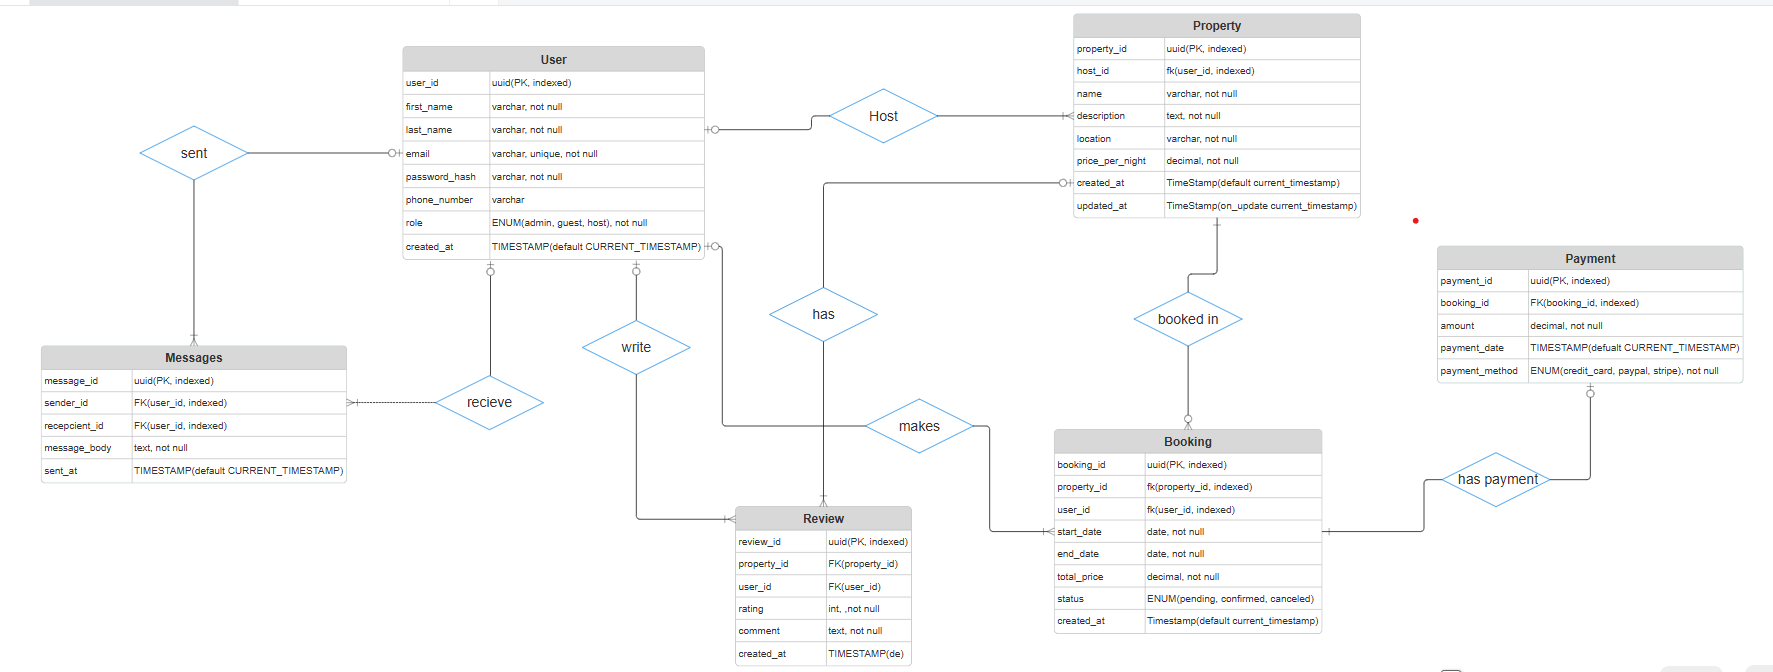 Property
property_id uuid(PK, indexed)
host_id fk(user_id, indexed)
name varchar, not null
description text, not null
location varchar, not null
price_per_night decimal, not null
created_at TimeStamp(default current_timestamp)
updated_at TimeStamp(on_update current_timestamp)
User
user_id uuid(PK, indexed)
first_name varchar, not null
last_name varchar, not null
email varchar, unique, not null
password_hash varchar, not null
phone_number varchar
role ENUM(admin, guest, host), not null
created_at TIMESTAMP(default CURRENT_TIMESTAMP)
Host
sent
has
booked in
write
recieve
makes
has payment
Payment
payment_id uuid(PK, indexed)
booking_id FK(booking_id, indexed)
amount decimal, not null
payment_date TIMESTAMP(defualt CURRENT_TIMESTAMP)
payment_method ENUM(credit_card, paypal, stripe), not null
Messages
message_id uuid(PK, indexed)
sender_id FK(user_id, indexed)
recepcient_id FK(user_id, indexed)
message_body text, not null
sent_at TIMESTAMP(default CURRENT_TIMESTAMP)
Booking
booking_id uuid(PK, indexed)
property_id fk(property_id, indexed)
user_id fk(user_id, indexed)
start_date date, not null
end_date date, not null
total_price decimal, not null
status ENUM(pending, confirmed, canceled)
created_at Timestamp(default current_timestamp)
Review
review_id uuid(PK, indexed)
property_id FK(property_id)
user_id FK(user_id)
rating int, ,not null
comment text, not null
created_at TIMESTAMP(de)